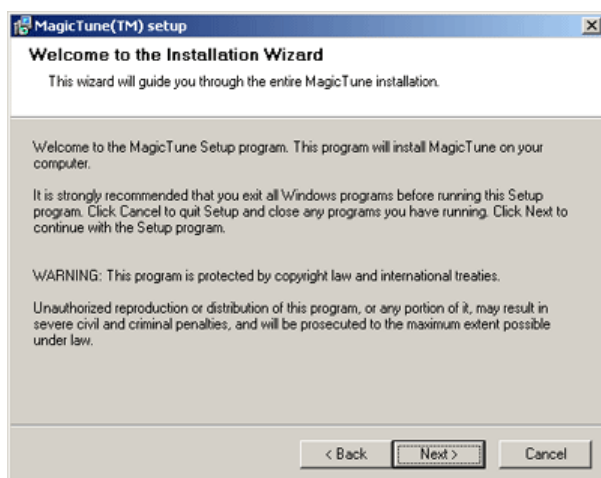 MagicTune(TM) setup
Welcome to the Installation Wizard
This wizard will guide you through the entire MagicTune installation.
Welcome to the MagicTune Setup program. This program will install MagicTune on your
computer.
It is strongly recommended that you exit all Windows programs before running this Setup
program. Click Cancel to quit Setup and close any programs you have running. Click Next to
continue with the Setup program.
WARNING: This program is protected by copyright law and international treaties.
Unauthorized reproduction or distribution of this program, or any portion of it, may result in
severe civil and criminal penalties, and will be prosecuted to the maximum extent possible
under law.
< Back Next > Cancel